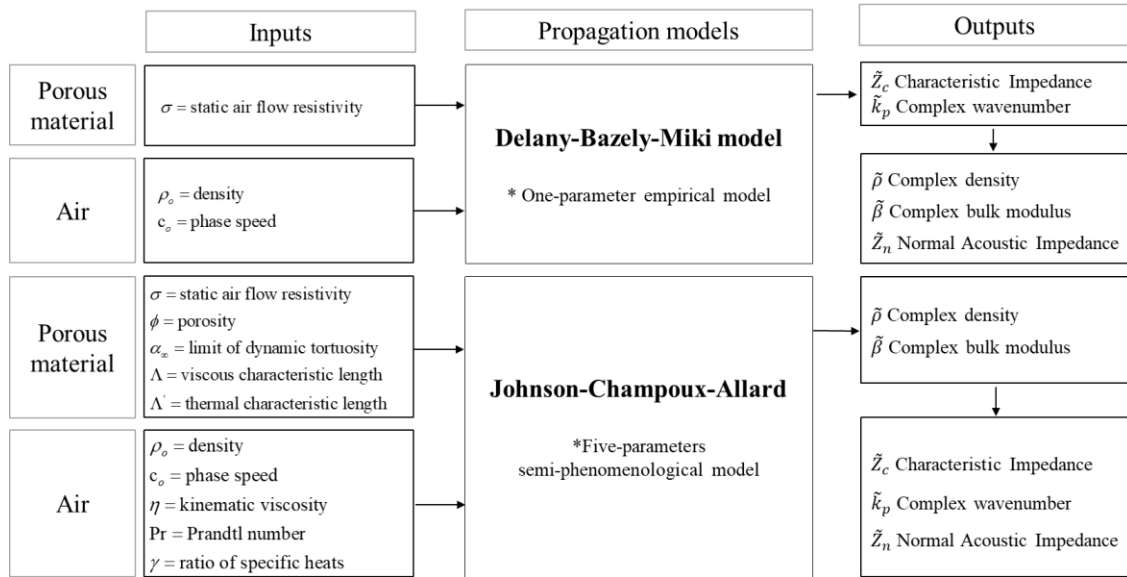 Inputs
Propagation models
Outputs
Porous
material
σ = static air flow resistivity
Air
ρₒ = density
cₒ = phase speed
Delany-Bazely-Miki model
* One-parameter empirical model
Z̃c Characteristic Impedance
k̃p Complex wavenumber
ρ̃ Complex density
β̃ Complex bulk modulus
Z̃n Normal Acoustic Impedance
Porous
material
σ = static air flow resistivity
ϕ = porosity
α∞ = limit of dynamic tortuosity
Λ = viscous characteristic length
Λ' = thermal characteristic length
Air
ρₒ = density
cₒ = phase speed
η = kinematic viscosity
Pr = Prandtl number
γ = ratio of specific heats
Johnson-Champoux-Allard
*Five-parameters
semi-phenomenological model
ρ̃ Complex density
β̃ Complex bulk modulus
Z̃c Characteristic Impedance
k̃p Complex wavenumber
Z̃n Normal Acoustic Impedance